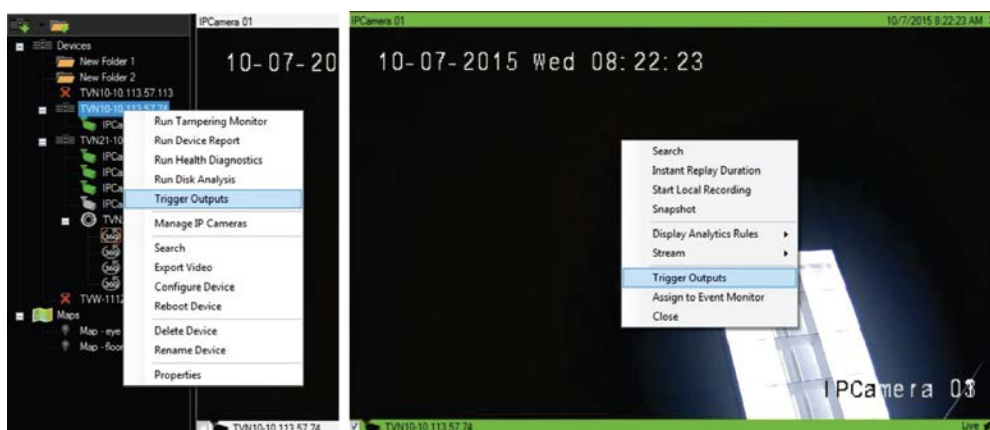 Devices
New Folder 1
New Folder 2
TVN10-10.113.57.113
TVN10-10.113.57.74
IPCa
TVN21-10
IPCa
IPCa
IPCa
IPCa
TVN
360
360
360
360
TVW-1112
Maps
Map - eye
Map - floor
Run Tampering Monitor
Run Device Report
Run Health Diagnostics
Run Disk Analysis
Trigger Outputs
Manage IP Cameras
Search
Export Video
Configure Device
Reboot Device
Delete Device
Rename Device
Properties
IPCamera 01
10-07-20
TVN10-10.113.57.74
IPCamera 01
10/7/2015 8:22:23 AM
10-07-2015 Wed 08:22:23
Search
Instant Replay Duration
Start Local Recording
Snapshot
Display Analytics Rules
Stream
Trigger Outputs
Assign to Event Monitor
Close
IPCamera
TVN10-10.113.57.74
Live